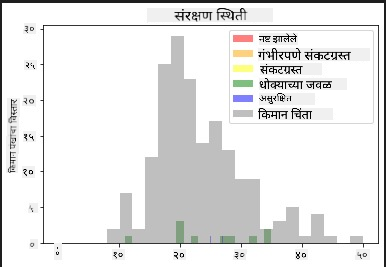 संरक्षण स्थिती
नष्ट झालेले
गंभीरपणे संकटग्रस्त
संकटग्रस्त
धोक्याच्या जवळ
असुरक्षित
किमान चिंता
किमान पंखांचा विस्तार
३०
२५
२०
१५
१०
५
०
० १० २० ३० ४० ५०